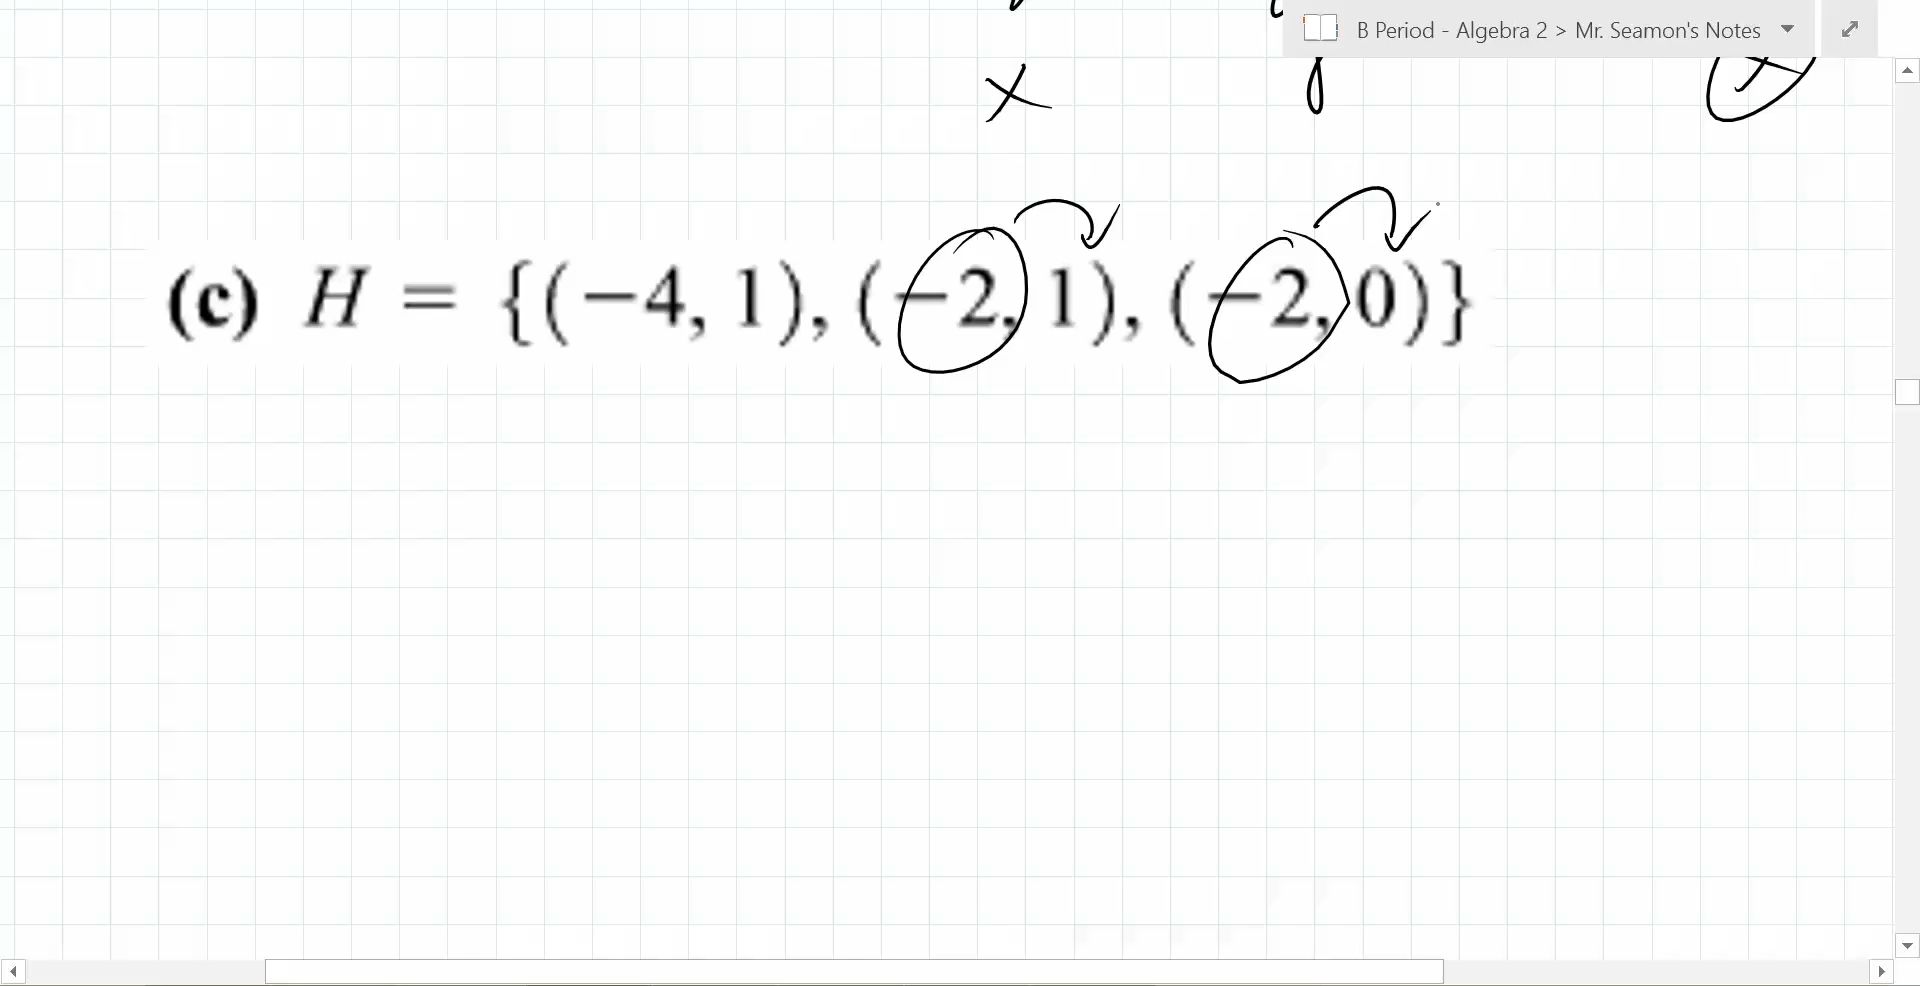 B Period - Algebra 2 > Mr. Seamon's Notes
x
(c) H = {(−4, 1), (−2, 1), (−2, 0)}